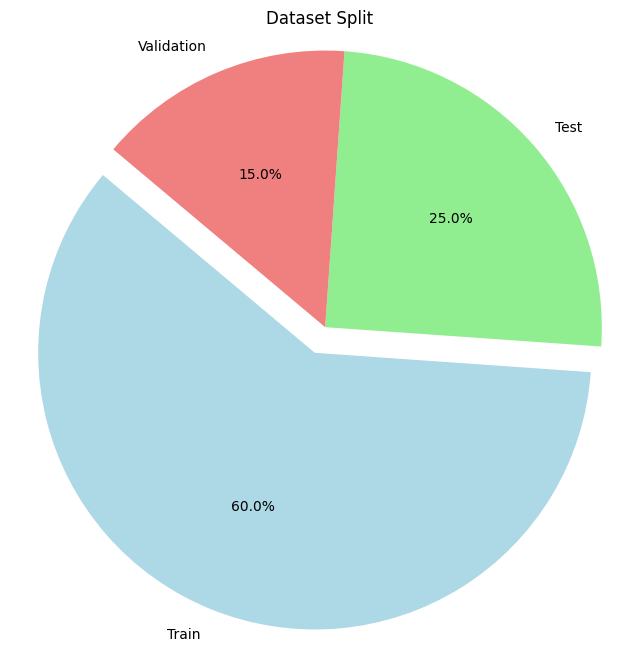 Dataset Split
Validation
Test
15.0%
25.0%
60.0%
Train